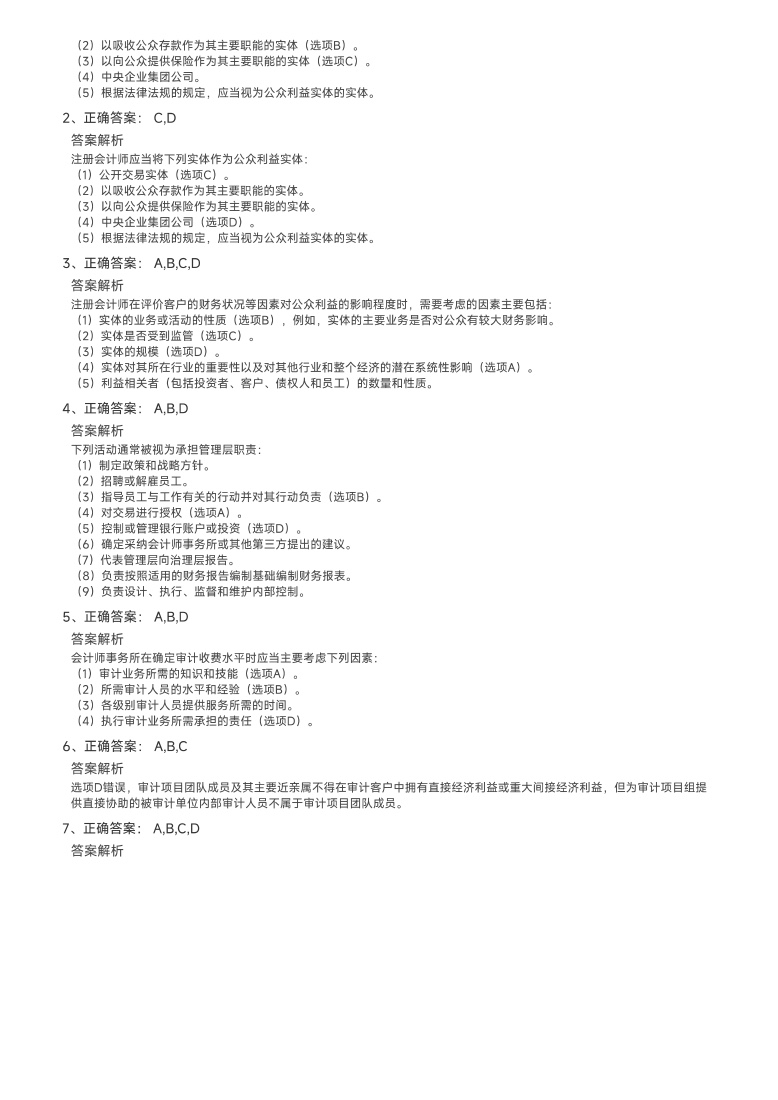 （2）以吸收公众存款作为其主要职能的实体（选项B）。
（3）以向公众提供保险作为其主要职能的实体（选项C）。
（4）中央企业集团公司。
（5）根据法律法规的规定，应当视为公众利益实体的实体。
2、正确答案： C,D
答案解析
注册会计师应当将下列实体作为公众利益实体：
（1）公开交易实体（选项C）。
（2）以吸收公众存款作为其主要职能的实体。
（3）以向公众提供保险作为其主要职能的实体。
（4）中央企业集团公司（选项D）。
（5）根据法律法规的规定，应当视为公众利益实体的实体。
3、正确答案： A,B,C,D
答案解析
注册会计师在评价客户的财务状况等因素对公众利益的影响程度时，需要考虑的因素主要包括：
（1）实体的业务或活动的性质（选项B），例如，实体的主要业务是否对公众有较大财务影响。
（2）实体是否受到监管（选项C）。
（3）实体的规模（选项D）。
（4）实体对其所在行业的重要性以及对其他行业和整个经济的潜在系统性影响（选项A）。
（5）利益相关者（包括投资者、客户、债权人和员工）的数量和性质。
4、正确答案： A,B,D
答案解析
下列活动通常被视为承担管理层职责：
（1）制定政策和战略方针。
（2）招聘或解雇员工。
（3）指导员工与工作有关的行动并对其行动负责（选项B）。
（4）对交易进行授权（选项A）。
（5）控制或管理银行账户或投资（选项D）。
（6）确定采纳会计师事务所或其他第三方提出的建议。
（7）代表管理层向治理层报告。
（8）负责按照适用的财务报告编制基础编制财务报表。
（9）负责设计、执行、监督和维护内部控制。
5、正确答案： A,B,D
答案解析
会计师事务所在确定审计收费水平时应当主要考虑下列因素：
（1）审计业务所需的知识和技能（选项A）。
（2）所需审计人员的水平和经验（选项B）。
（3）各级别审计人员提供服务所需的时间。
（4）执行审计业务所需承担的责任（选项D）。
6、正确答案： A,B,C
答案解析
选项D错误，审计项目团队成员及其主要近亲属不得在审计客户中拥有直接经济利益或重大间接经济利益，但为审计项目组提
供直接协助的被审计单位内部审计人员不属于审计项目团队成员。
7、正确答案： A,B,C,D
答案解析